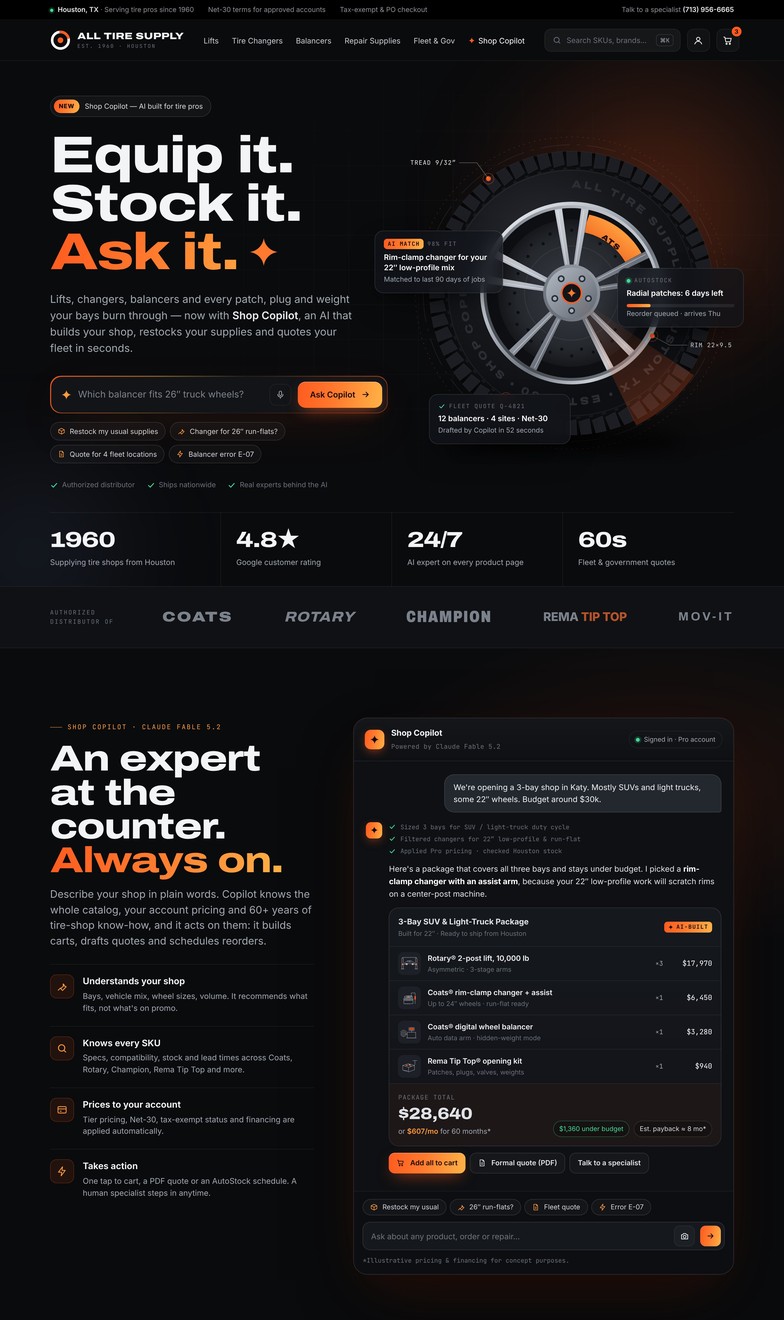 Houston, TX · Serving tire pros since 1960
Net-30 terms for approved accounts
Tax-exempt & PO checkout
Talk to a specialist (713) 956-6665
ALL TIRE SUPPLY
EST. 1960 · HOUSTON
Lifts
Tire Changers
Balancers
Repair Supplies
Fleet & Gov
Shop Copilot
Search SKUs, brands...
⌘K
3
NEW
Shop Copilot — AI built for tire pros
Equip it.
Stock it.
Ask it.
Lifts, changers, balancers and every patch, plug and weight
your bays burn through — now with Shop Copilot, an AI that
builds your shop, restocks your supplies and quotes your
fleet in seconds.
Which balancer fits 26″ truck wheels?
Ask Copilot
Restock my usual supplies
Changer for 26″ run-flats?
Quote for 4 fleet locations
Balancer error E-07
Authorized distributor
Ships nationwide
Real experts behind the AI
TREAD 9/32″
ALL TIRE SUPPLY
ATS
AI MATCH
98% FIT
Rim-clamp changer for your
22″ low-profile mix
Matched to last 90 days of jobs
AUTOSTOCK
Radial patches: 6 days left
Reorder queued · arrives Thu
RIM 22×9.5
FLEET QUOTE Q-4821
12 balancers · 4 sites · Net-30
Drafted by Copilot in 52 seconds
1960
Supplying tire shops from Houston
4.8★
Google customer rating
24/7
AI expert on every product page
60s
Fleet & government quotes
AUTHORIZED
DISTRIBUTOR OF
COATS
ROTARY
CHAMPION
REMA TIP TOP
MOV-IT
SHOP COPILOT · CLAUDE FABLE 5.2
An expert
at the
counter.
Always on.
Describe your shop in plain words. Copilot knows the
whole catalog, your account pricing and 60+ years of
tire-shop know-how, and it acts on them: it builds
carts, drafts quotes and schedules reorders.
Understands your shop
Bays, vehicle mix, wheel sizes, volume. It recommends what
fits, not what's on promo.
Knows every SKU
Specs, compatibility, stock and lead times across Coats,
Rotary, Champion, Rema Tip Top and more.
Prices to your account
Tier pricing, Net-30, tax-exempt status and financing are
applied automatically.
Takes action
One tap to cart, a PDF quote or an AutoStock schedule. A
human specialist steps in anytime.
Shop Copilot
Powered by Claude Fable 5.2
Signed in · Pro account
We're opening a 3-bay shop in Katy. Mostly SUVs and light trucks,
some 22″ wheels. Budget around $30k.
Sized 3 bays for SUV / light-truck duty cycle
Filtered changers for 22″ low-profile & run-flat
Applied Pro pricing · checked Houston stock
Here's a package that covers all three bays and stays under budget. I picked a rim-
clamp changer with an assist arm, because your 22″ low-profile work will scratch rims
on a center-post machine.
3-Bay SUV & Light-Truck Package
Built for 22″ · Ready to ship from Houston
AI-BUILT
Rotary® 2-post lift, 10,000 lb
Asymmetric · 3-stage arms
×3
$17,970
Coats® rim-clamp changer + assist
Up to 24″ wheels · run-flat ready
×1
$6,450
Coats® digital wheel balancer
Auto data arm · hidden-weight mode
×1
$3,280
Rema Tip Top® opening kit
Patches, plugs, valves, weights
×1
$940
PACKAGE TOTAL
$28,640
or $607/mo for 60 months*
$1,360 under budget
Est. payback ≈ 8 mo*
Add all to cart
Formal quote (PDF)
Talk to a specialist
Restock my usual
26″ run-flats?
Fleet quote
Error E-07
Ask about any product, order or repair...
*Illustrative pricing & financing for concept purposes.